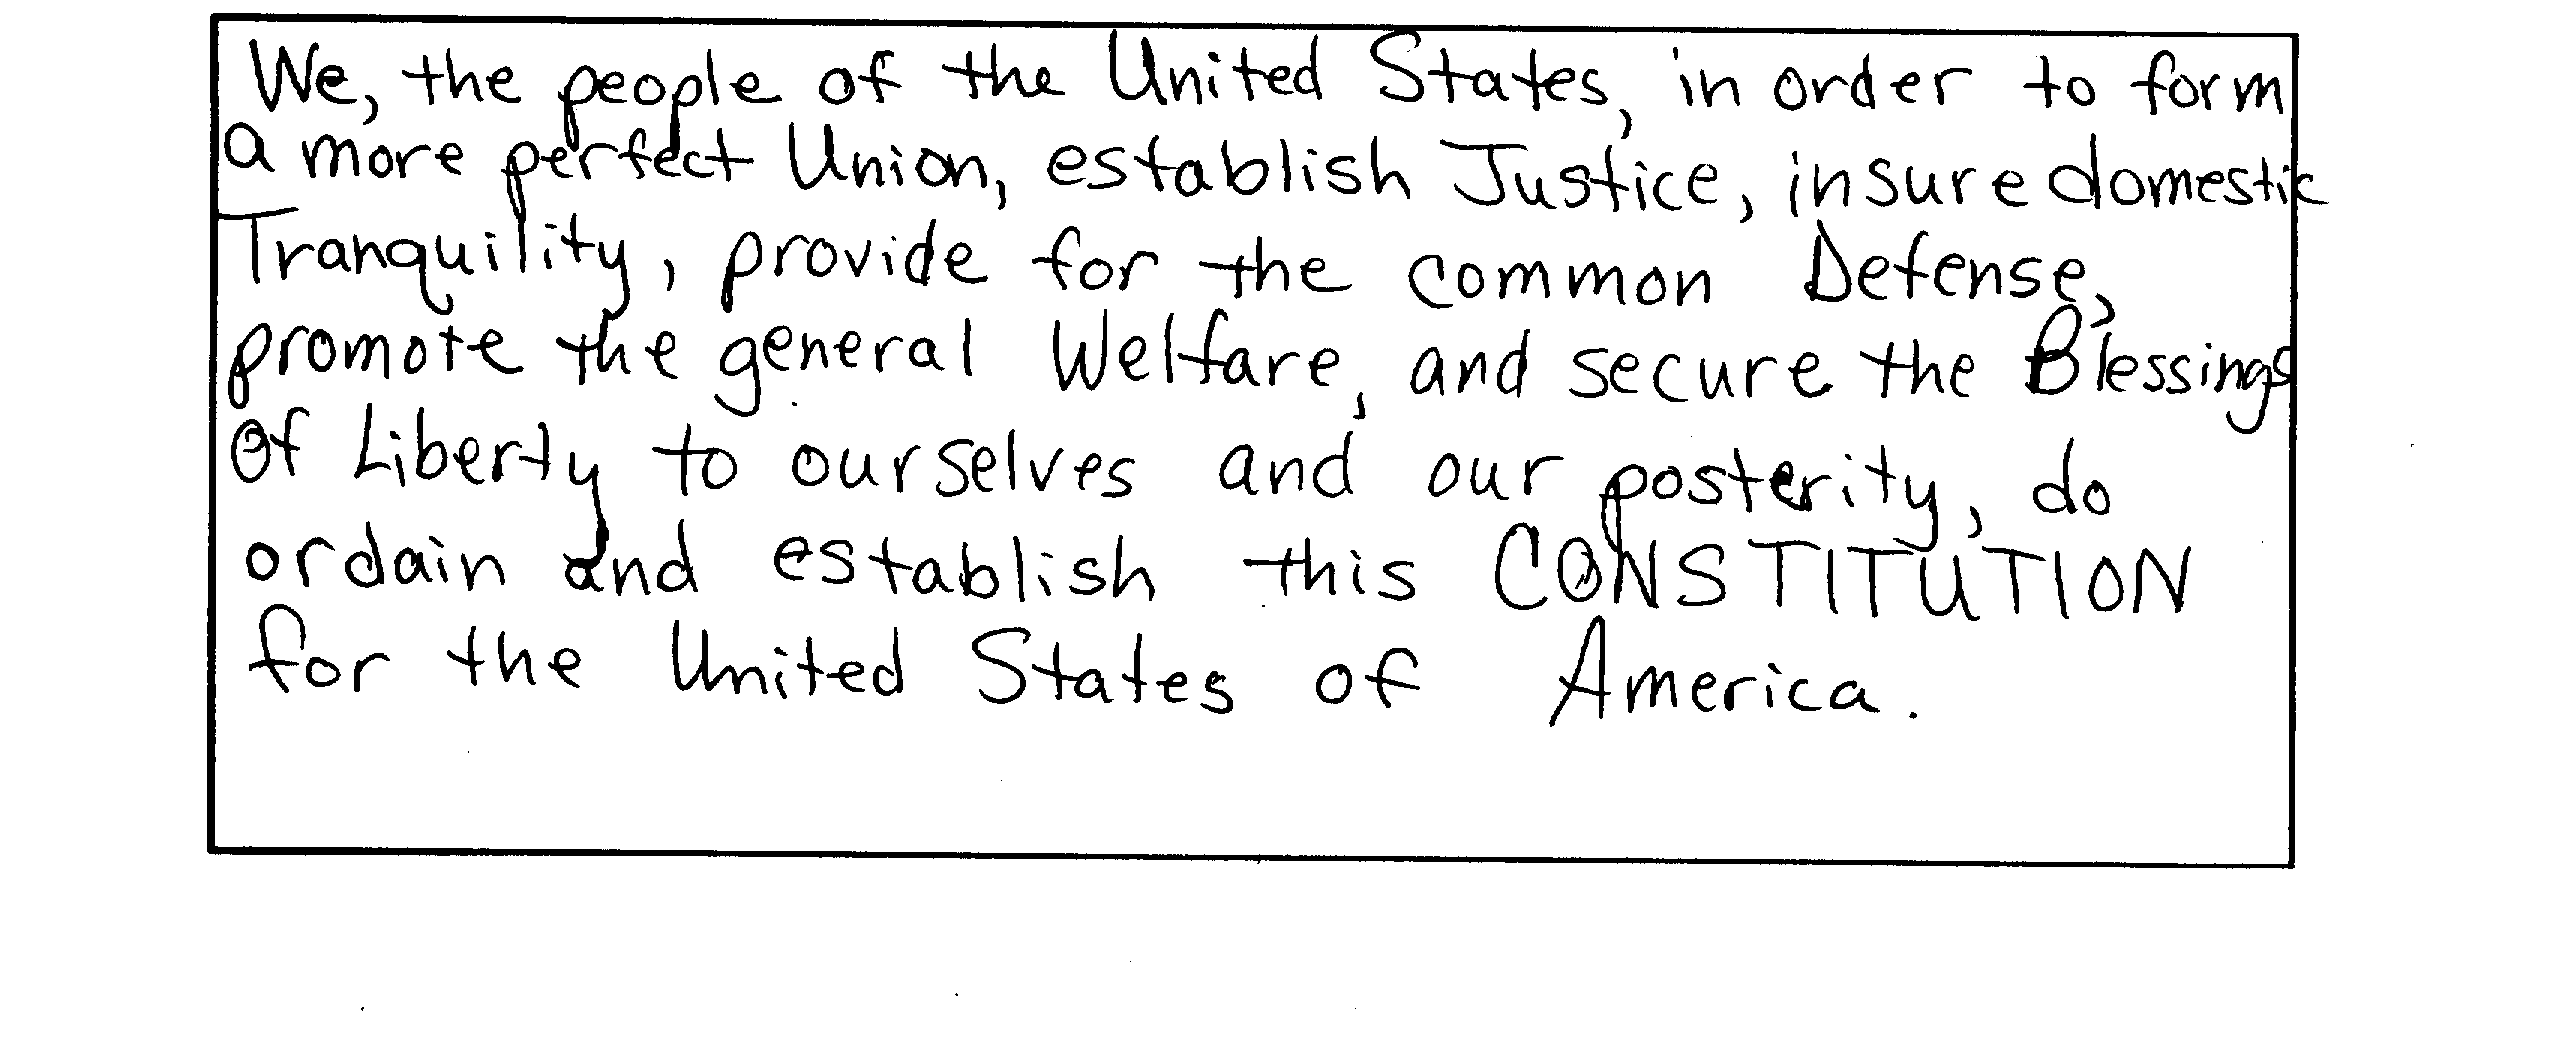 We, the people of the United States, in order to form
a more perfect Union, establish Justice, insure domestic
Tranquility, provide for the common Defense,
promote the general Welfare, and secure the Blessings
of Liberty to ourselves and our posterity, do
ordain and establish this CONSTITUTION
for the United States of America.